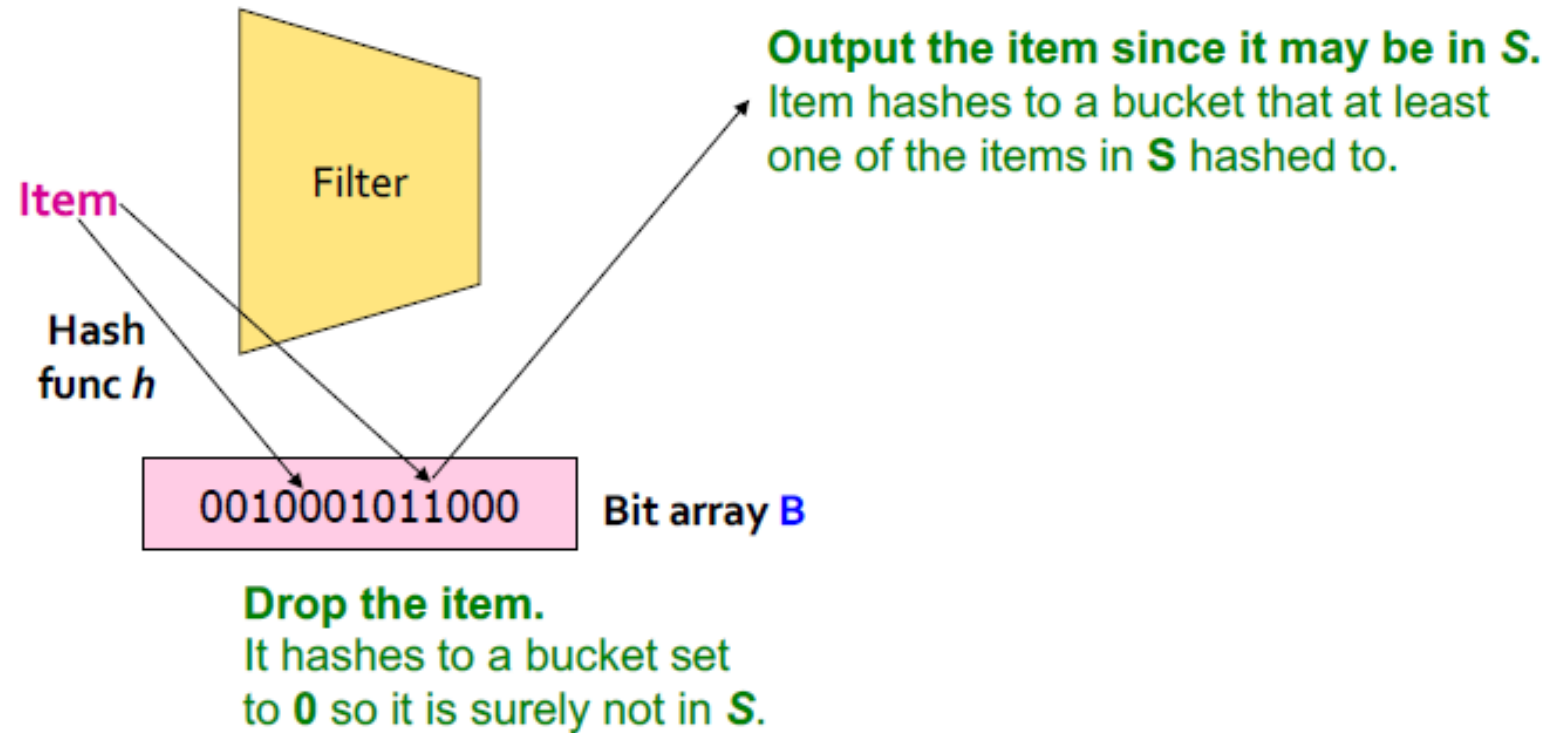 Output the item since it may be in S.
Item hashes to a bucket that at least
one of the items in S hashed to.
Filter
Item
Hash
func h
0010001011000
Bit array B
Drop the item.
It hashes to a bucket set
to 0 so it is surely not in S.